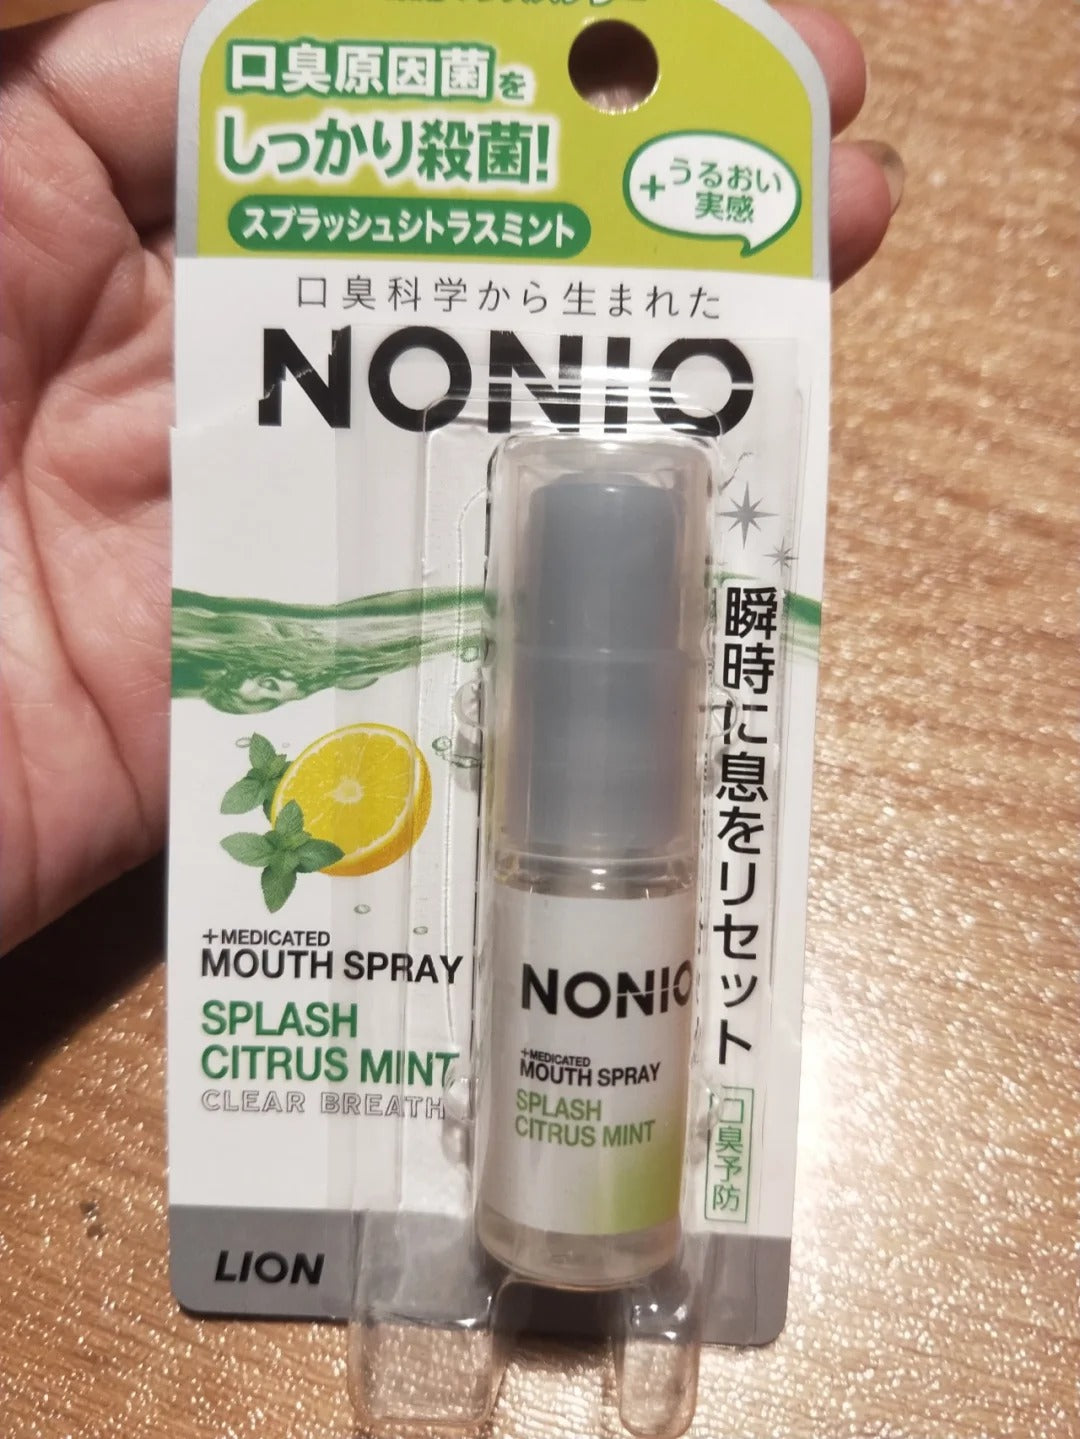 口臭原因菌を
しっかり殺菌!
スプラッシュシトラスミント
+うるおい
実感
口臭科学から生まれた
NONIO
瞬時に息をリセット
口臭予防
+MEDICATED
MOUTH SPRAY
SPLASH
CITRUS MINT
CLEAR BREATH
NONIO
+MEDICATED
MOUTH SPRAY
SPLASH
CITRUS MINT
LION